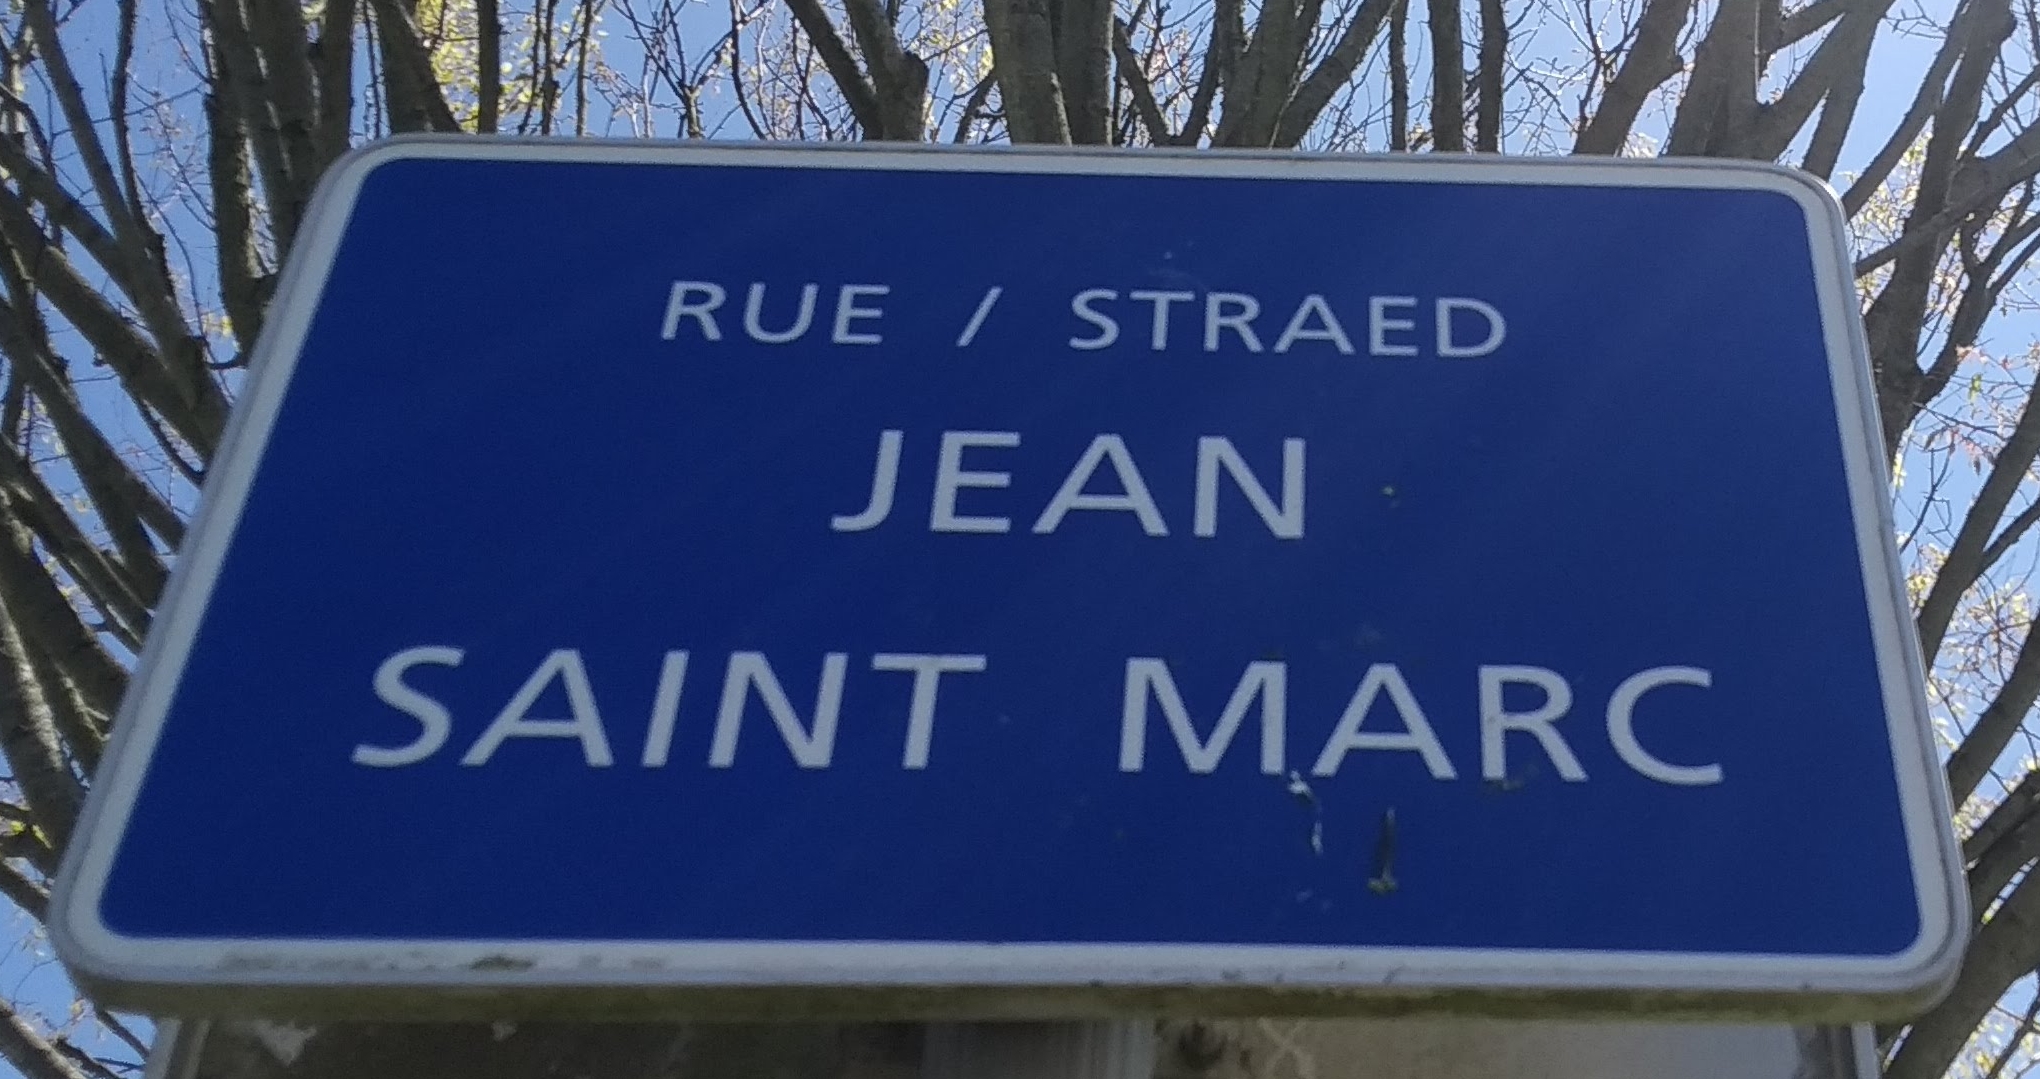 RUE / STRAED
JEAN
SAINT MARC